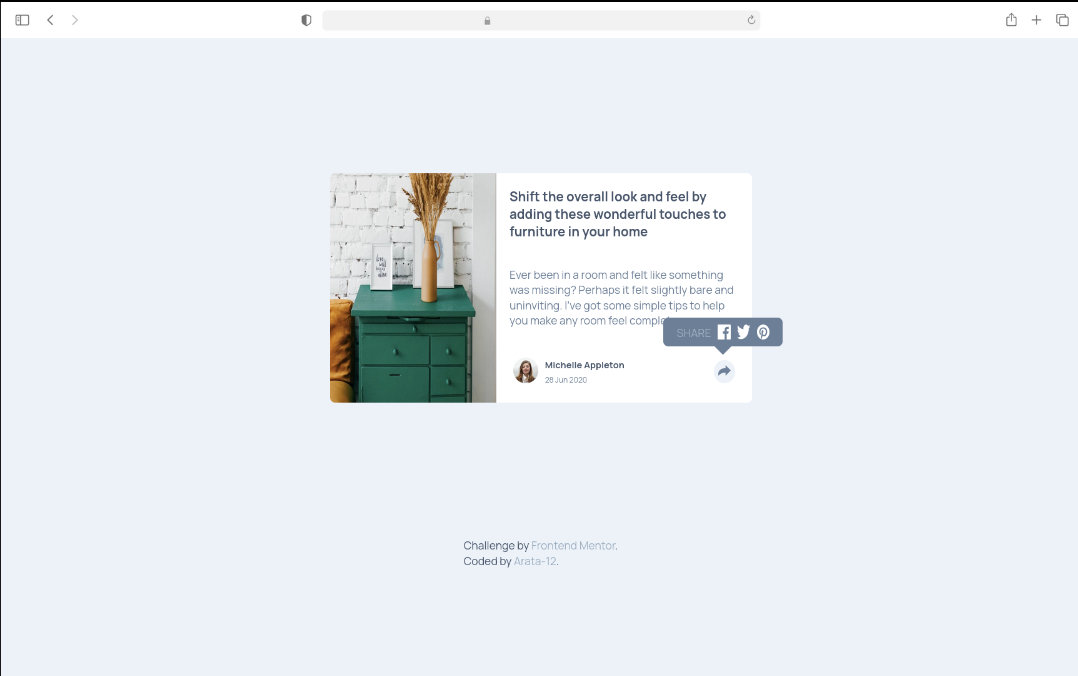 Shift the overall look and feel by
adding these wonderful touches to
furniture in your home
Ever been in a room and felt like something
was missing? Perhaps it felt slightly bare and
uninviting. I've got some simple tips to help
you make any room feel
SHARE
Michelle Appleton
28 Jun 2020
Challenge by Frontend Mentor.
Coded by Arata-12.